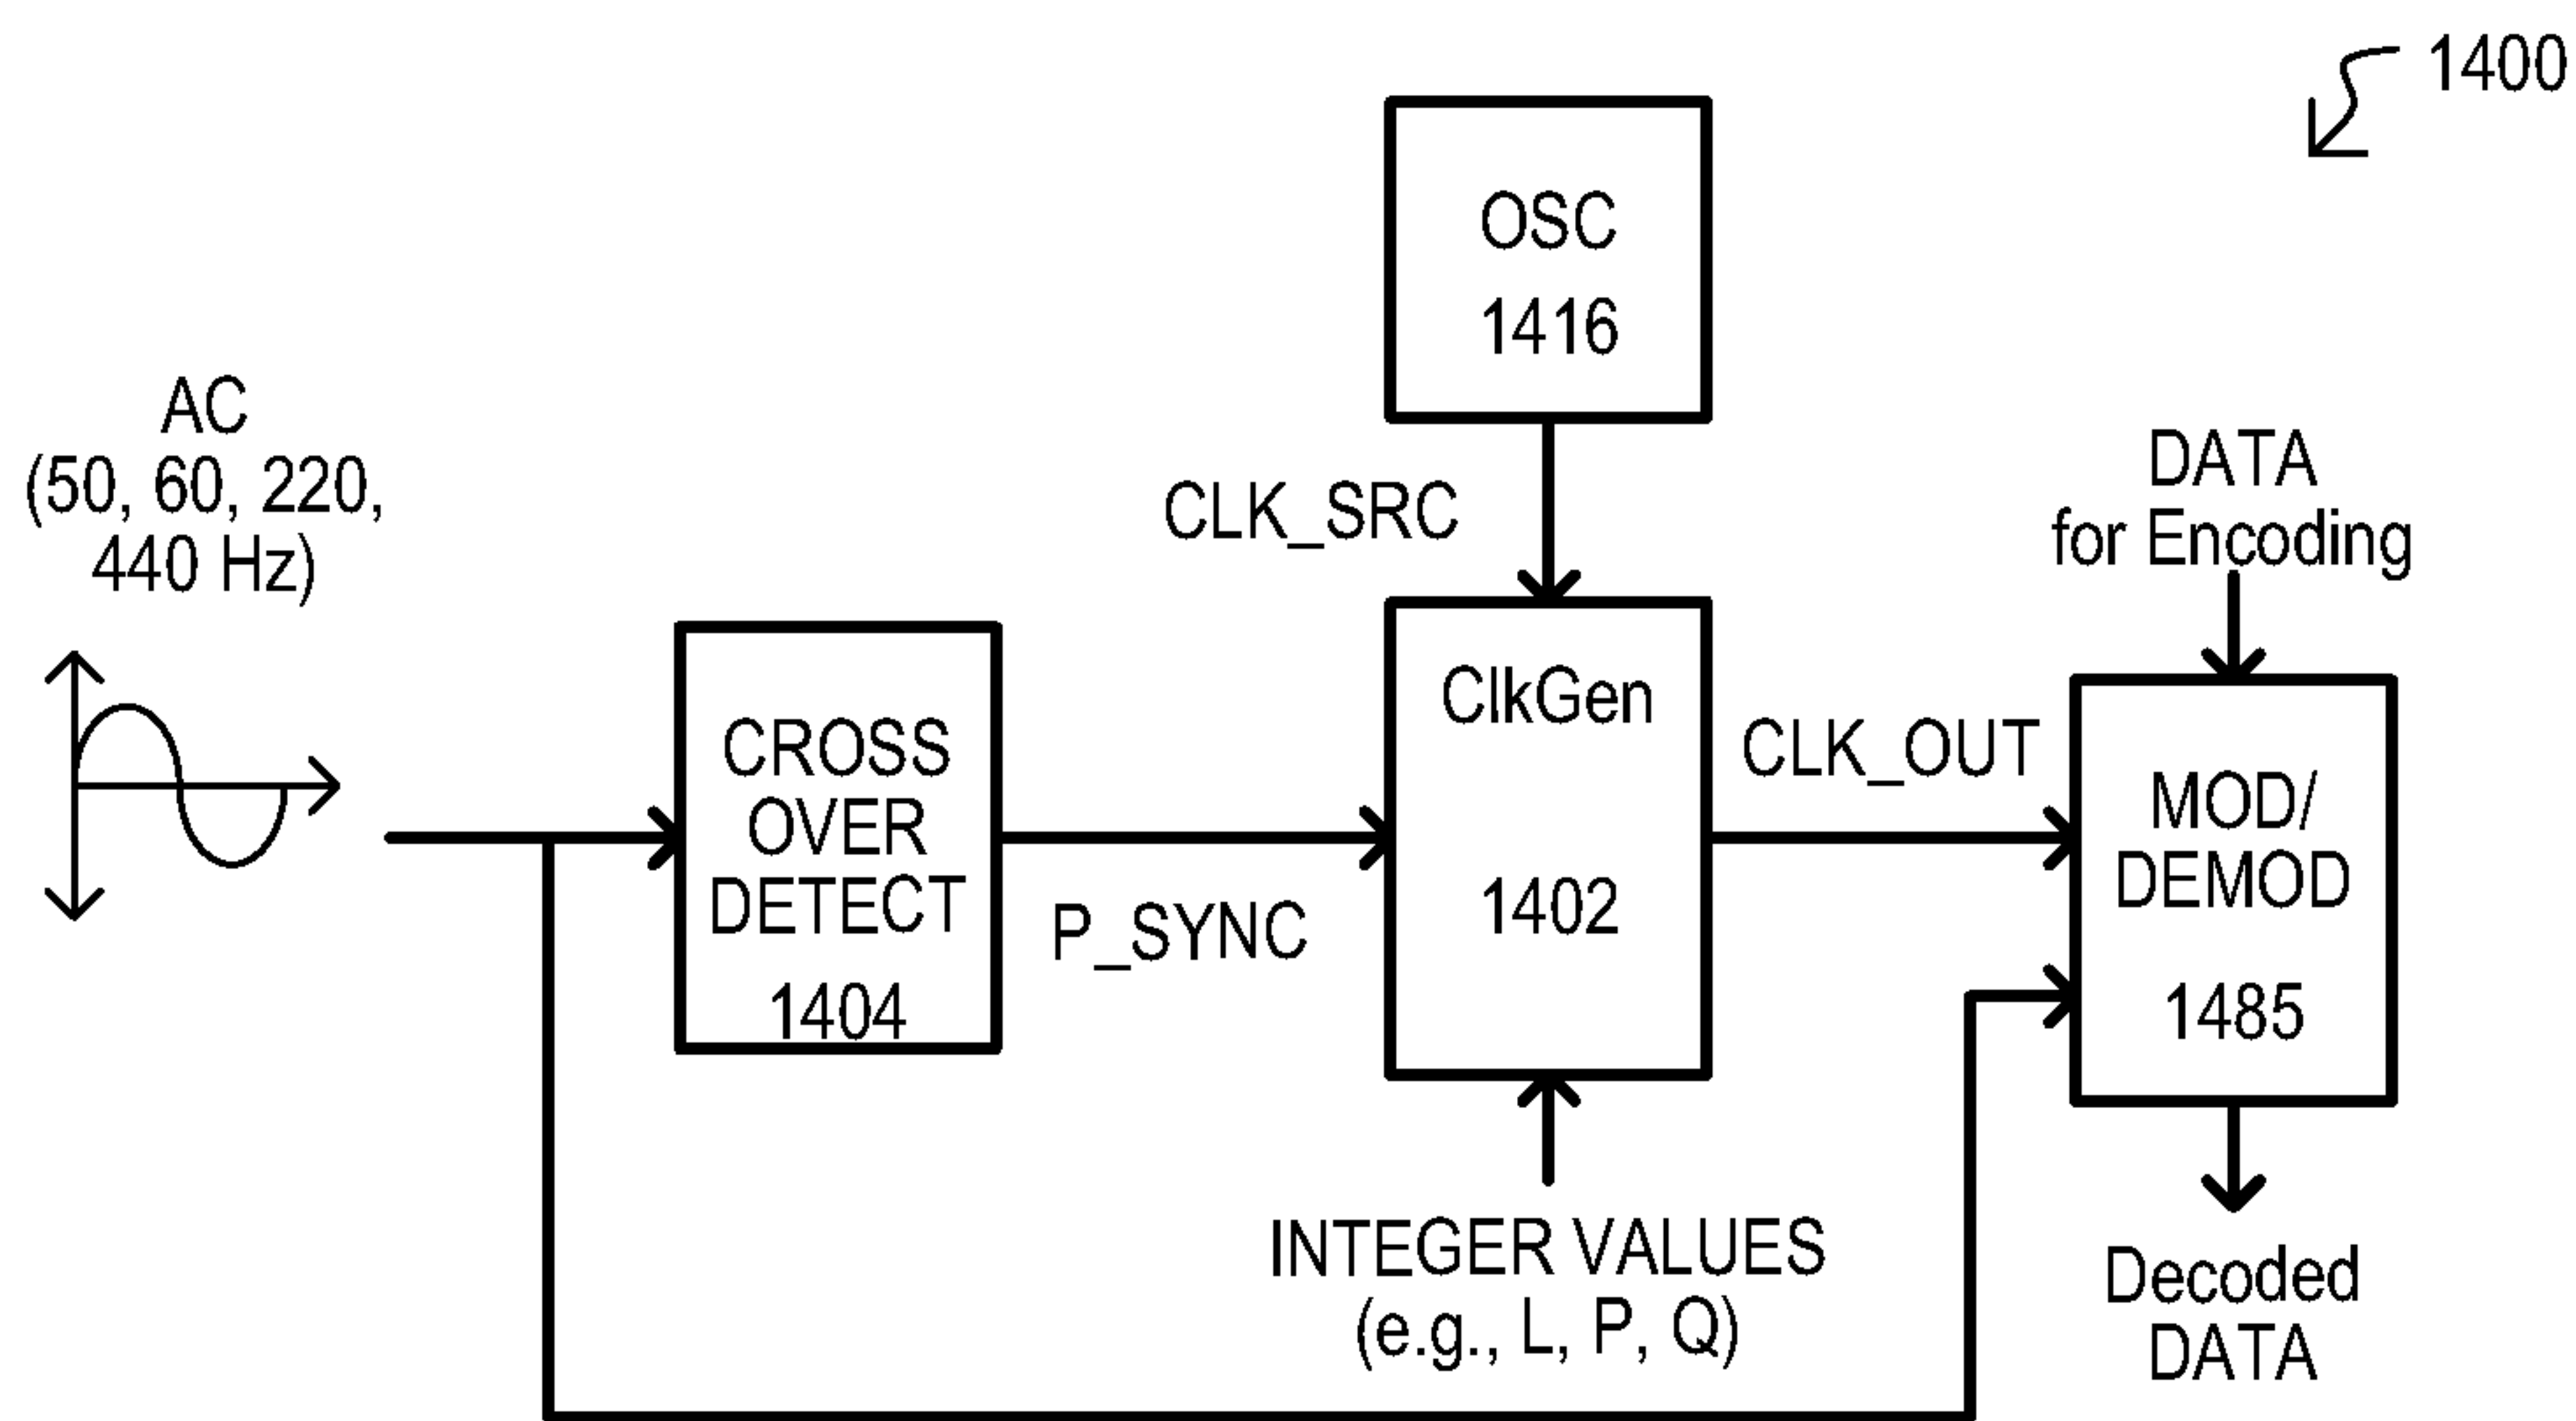 1400
OSC
1416
AC
(50, 60, 220,
440 Hz)
CLK_SRC
DATA
for Encoding
CROSS
OVER
DETECT
1404
P_SYNC
ClkGen
1402
CLK_OUT
MOD/
DEMOD
1485
INTEGER VALUES
(e.g., L, P, Q)
Decoded
DATA